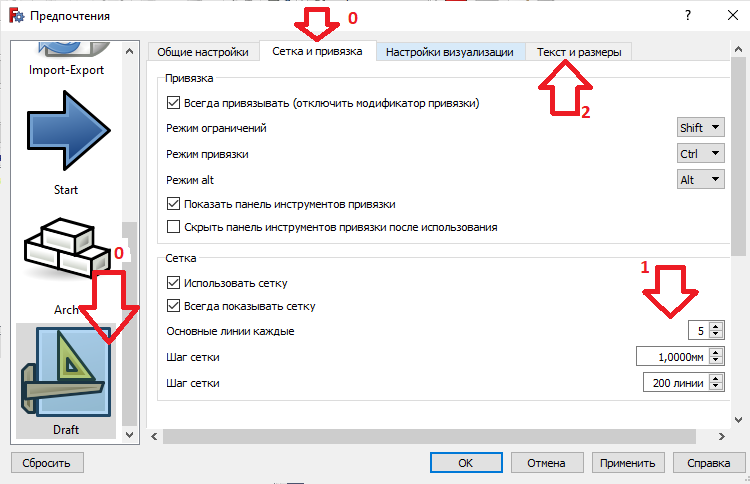 Предпочтения
0
Общие настройки
Сетка и привязка
Настройки визуализации
Текст и размеры
2
Import-Export
Start
Arch
0
Draft
Привязка
Всегда привязывать (отключить модификатор привязки)
Режим ограничений Shift
Режим привязки Ctrl
Режим alt Alt
Показать панель инструментов привязки
Скрыть панель инструментов привязки после использования
Сетка
1
Использовать сетку
Всегда показывать сетку
Основные линии каждые 5
Шаг сетки 1,0000мм
Шаг сетки 200 линии
Сбросить
OK
Отмена
Применить
Справка